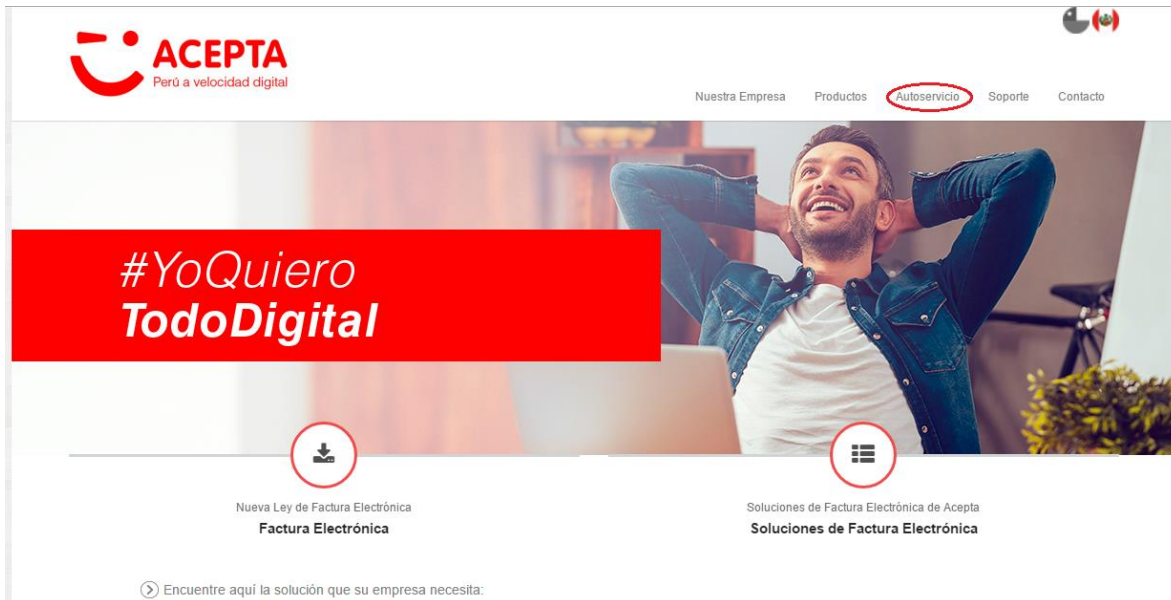 ACEPTA
Perú a velocidad digital
Nuestra Empresa Productos Autoservicio Soporte Contacto
#YoQuiero
TodoDigital
Nueva Ley de Factura Electrónica
Factura Electrónica
Soluciones de Factura Electrónica de Acepta
Soluciones de Factura Electrónica
Encuentre aquí la solución que su empresa necesita: